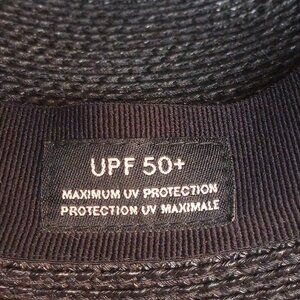 UPF 50+
MAXIMUM UV PROTECTION
PROTECTION UV MAXIMALE